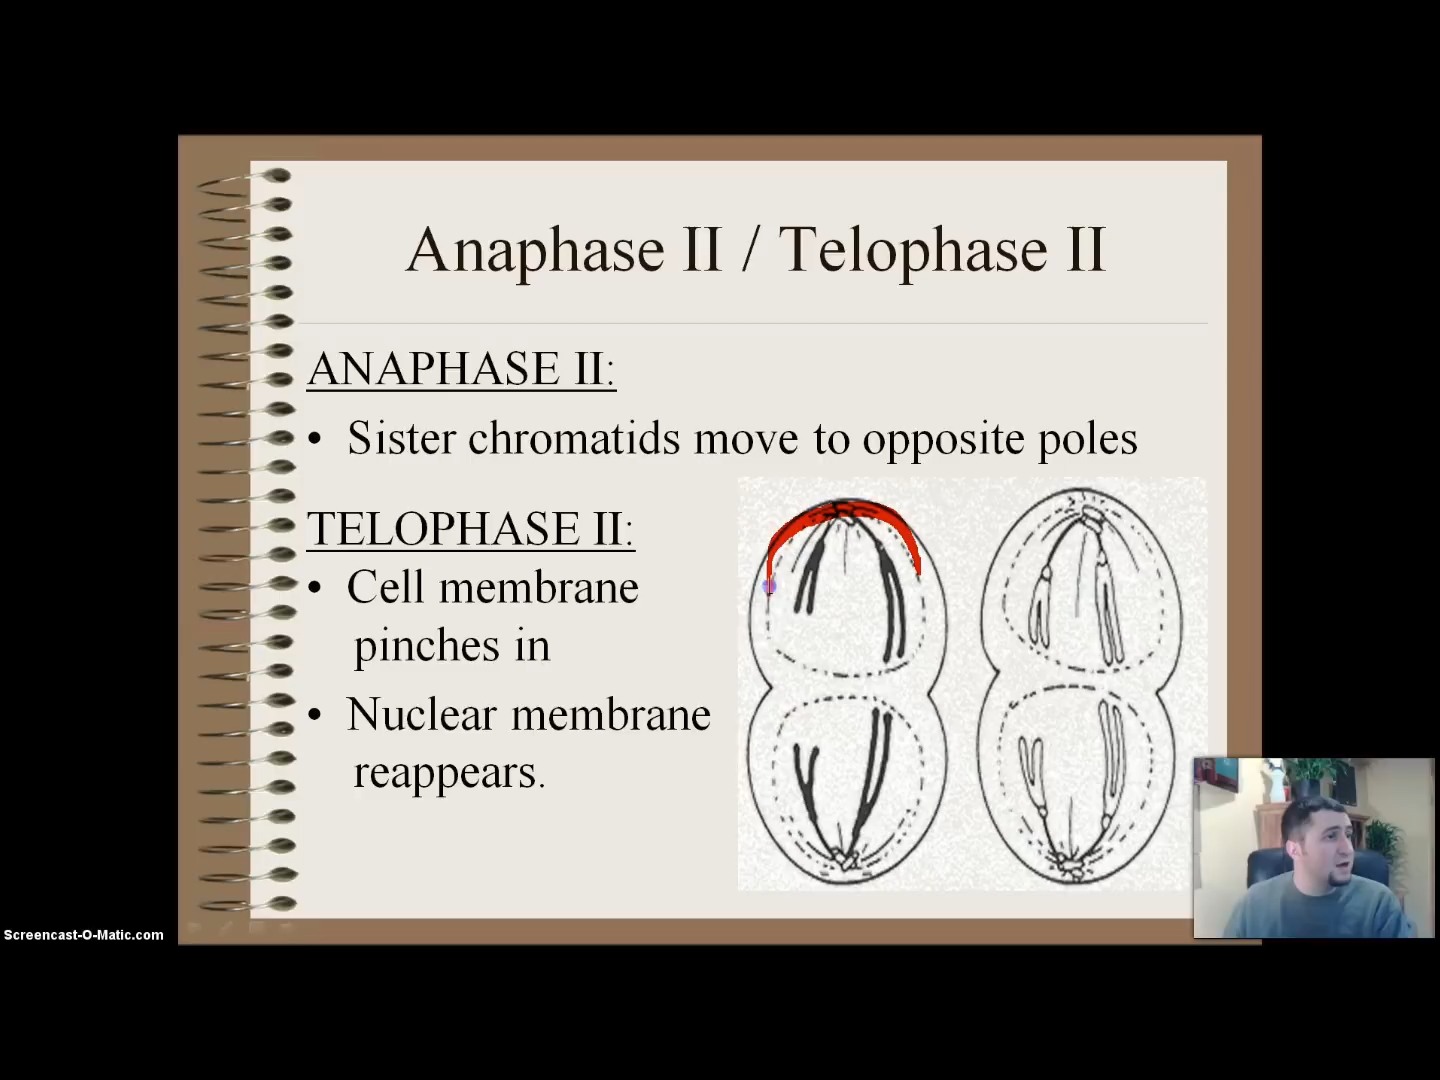 Anaphase II / Telophase II
ANAPHASE II:
• Sister chromatids move to opposite poles
TELOPHASE II:
• Cell membrane
pinches in
• Nuclear membrane
reappears.
Screencast-O-Matic.com